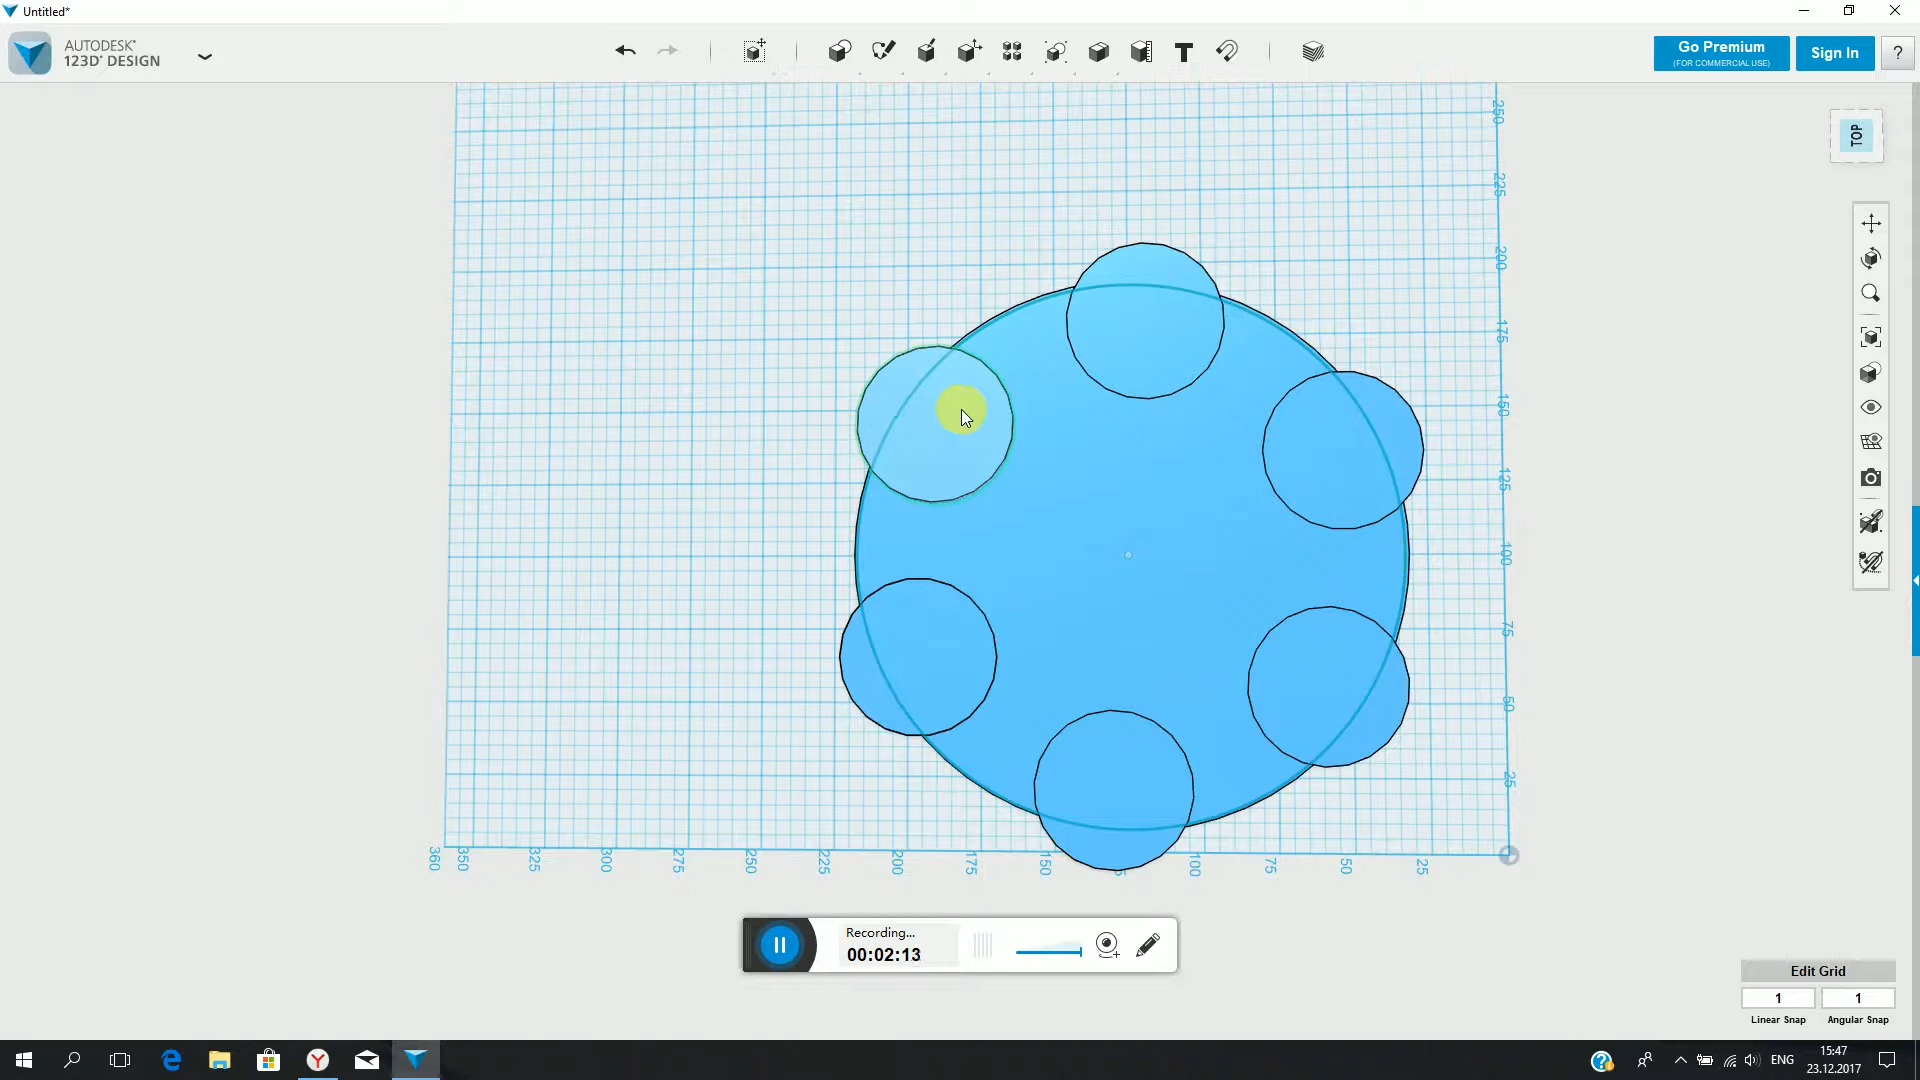 Untitled*
AUTODESK®
123D® DESIGN
T
Go Premium
(FOR COMMERCIAL USE)
Sign In
?
TOP
250
225
200
175
150
125
100
75
50
25
360
350
325
300
275
250
225
200
175
150
100
75
50
25
Recording...
00:02:13
Edit Grid
1
1
Linear Snap
Angular Snap
ENG
15:47
23.12.2017